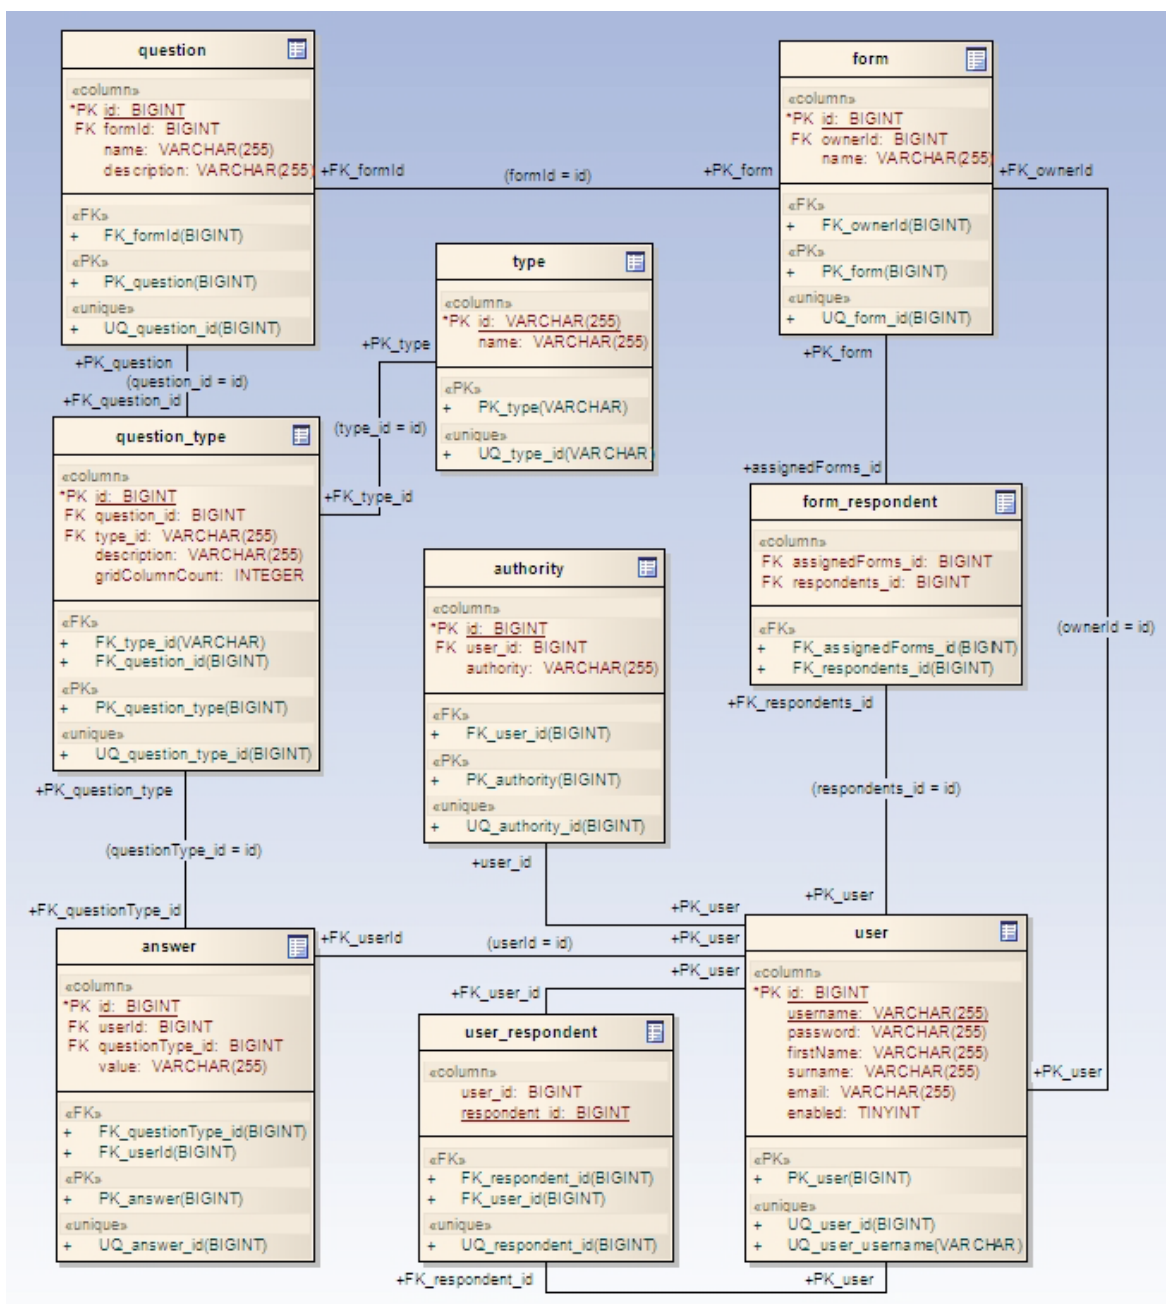 question
«column»
*PK id: BIGINT
FK formId: BIGINT
name: VARCHAR(255)
description: VARCHAR(255)
«FK»
+ FK_formId(BIGINT)
«PK»
+ PK_question(BIGINT)
«unique»
+ UQ_question_id(BIGINT)
+FK_formId
(formId = id)
+PK_form
form
«column»
*PK id: BIGINT
FK ownerId: BIGINT
name: VARCHAR(255)
«FK»
+ FK_ownerId(BIGINT)
«PK»
+ PK_form(BIGINT)
«unique»
+ UQ_form_id(BIGINT)
+FK_ownerId
type
«column»
*PK id: VARCHAR(255)
name: VARCHAR(255)
«PK»
+ PK_type(VARCHAR)
«unique»
+ UQ_type_id(VARCHAR)
+PK_type
(type_id = id)
+FK_type_id
+PK_question
(question_id = id)
+FK_question_id
+PK_form
+assignedForms_id
question_type
«column»
*PK id: BIGINT
FK question_id: BIGINT
FK type_id: VARCHAR(255)
description: VARCHAR(255)
gridColumnCount: INTEGER
«FK»
+ FK_type_id(VARCHAR)
+ FK_question_id(BIGINT)
«PK»
+ PK_question_type(BIGINT)
«unique»
+ UQ_question_type_id(BIGINT)
form_respondent
«column»
FK assignedForms_id: BIGINT
FK respondents_id: BIGINT
«FK»
+ FK_assignedForms_id(BIGINT)
+ FK_respondents_id(BIGINT)
(ownerId = id)
authority
«column»
*PK id: BIGINT
FK user_id: BIGINT
authority: VARCHAR(255)
«FK»
+ FK_user_id(BIGINT)
«PK»
+ PK_authority(BIGINT)
«unique»
+ UQ_authority_id(BIGINT)
+FK_respondents_id
(respondents_id = id)
+PK_user
+PK_question_type
(questionType_id = id)
+FK_questionType_id
+user_id
+PK_user
+FK_userId
(userId = id)
+PK_user
+PK_user
+FK_user_id
answer
«column»
*PK id: BIGINT
FK userId: BIGINT
FK questionType_id: BIGINT
value: VARCHAR(255)
«FK»
+ FK_questionType_id(BIGINT)
+ FK_userId(BIGINT)
«PK»
+ PK_answer(BIGINT)
«unique»
+ UQ_answer_id(BIGINT)
user_respondent
«column»
user_id: BIGINT
respondent_id: BIGINT
«FK»
+ FK_respondent_id(BIGINT)
+ FK_user_id(BIGINT)
«unique»
+ UQ_respondent_id(BIGINT)
user
«column»
*PK id: BIGINT
username: VARCHAR(255)
password: VARCHAR(255)
firstName: VARCHAR(255)
surname: VARCHAR(255)
email: VARCHAR(255)
enabled: TINYINT
«PK»
+ PK_user(BIGINT)
«unique»
+ UQ_user_id(BIGINT)
+ UQ_user_username(VARCHAR)
+PK_user
+FK_respondent_id
+PK_user